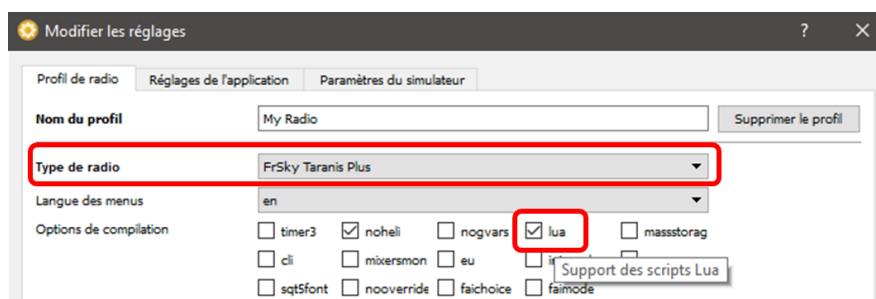 Modifier les réglages ?
Profil de radio Réglages de l'application Paramètres du simulateur
Nom du profil My Radio Supprimer le profil
Type de radio FrSky Taranis Plus
Langue des menus en
Options de compilation timer3 noheli nogvars lua massstorag
cli mixersmon eu
Support des scripts Lua
sqt5font nooverride faichoice faimode